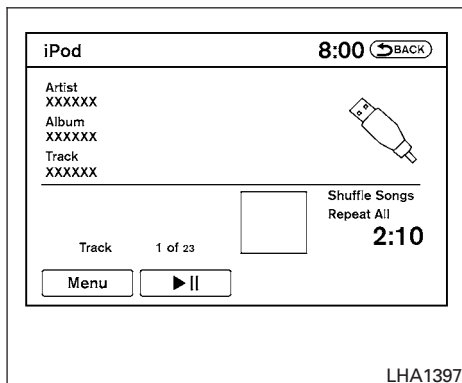 iPod 8:00 BACK
Artist
XXXXXX
Album
XXXXXX
Track
XXXXXX
Shuffle Songs
Repeat All
2:10
Track 1 of 23
Menu
LHA1397